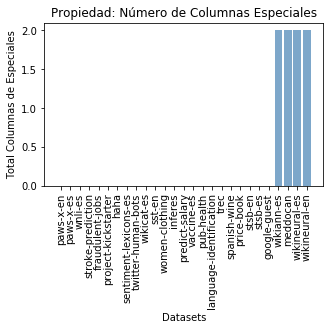 Propiedad: Número de Columnas Especiales
Total Columnas de Especiales
2.0
1.5
1.0
0.5
0.0
paws-x-en
paws-x-es
wnli-es
stroke-prediction
fraudulent-jobs
project-kickstarter
haha
sentiment-lexicons-es
twitter-human-bots
wikicat-es
sst-en
women-clothing
inferes
predict-salary
vaccine-es
pub-health
language-identification
trec
spanish-wine
price-book
stsb-en
stsb-es
google-guest
wikiann-es
meddocan
wikineural-es
wikineural-en
Datasets